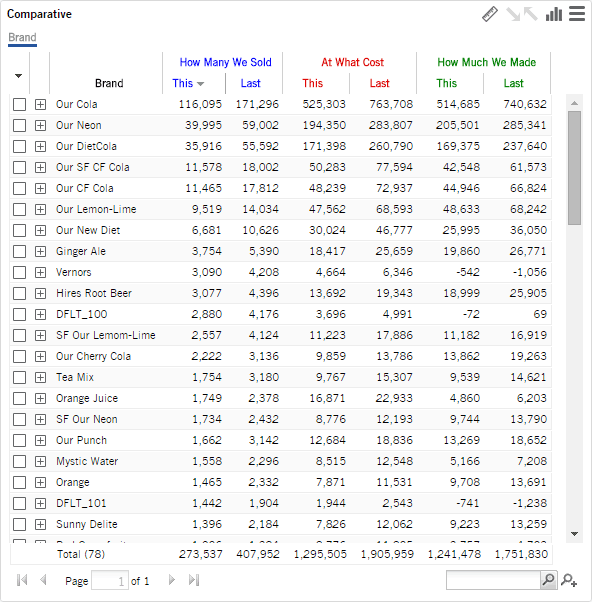 Comparative
Brand
How Many We Sold At What Cost How Much We Made
Brand This Last This Last This Last
Our Cola 116,095 171,296 525,303 763,708 514,685 740,632
Our Neon 39,995 59,002 194,350 283,807 205,501 285,341
Our DietCola 35,916 55,592 171,398 260,790 169,375 237,640
Our SF CF Cola 11,578 18,002 50,283 77,594 42,548 61,573
Our CF Cola 11,465 17,812 48,239 72,937 44,946 66,824
Our Lemon-Lime 9,519 14,034 47,562 68,593 48,633 68,242
Our New Diet 6,681 10,626 30,024 46,777 25,995 36,050
Ginger Ale 3,754 5,390 18,417 25,659 19,860 26,771
Vernors 3,090 4,208 4,664 6,346 -542 -1,056
Hires Root Beer 3,077 4,396 13,692 19,343 18,999 25,905
DFLT_100 2,880 4,176 3,696 4,991 -72 69
SF Our Lemom-Lime 2,557 4,124 11,223 17,886 11,182 16,919
Our Cherry Cola 2,222 3,136 9,859 13,786 13,862 19,263
Tea Mix 1,754 3,180 9,767 15,307 9,539 14,621
Orange Juice 1,749 2,378 16,871 22,933 4,860 6,203
SF Our Neon 1,734 2,432 8,776 12,193 9,744 13,790
Our Punch 1,662 3,142 12,684 18,836 13,269 18,652
Mystic Water 1,558 2,296 8,515 12,548 5,166 7,208
Orange 1,465 2,332 7,871 11,531 9,708 13,691
DFLT_101 1,442 1,904 1,944 2,543 -741 -1,238
Sunny Delite 1,396 2,184 7,826 12,062 9,223 13,259
Total (78) 273,537 407,952 1,295,505 1,905,959 1,241,478 1,751,830
Page 1 of 1